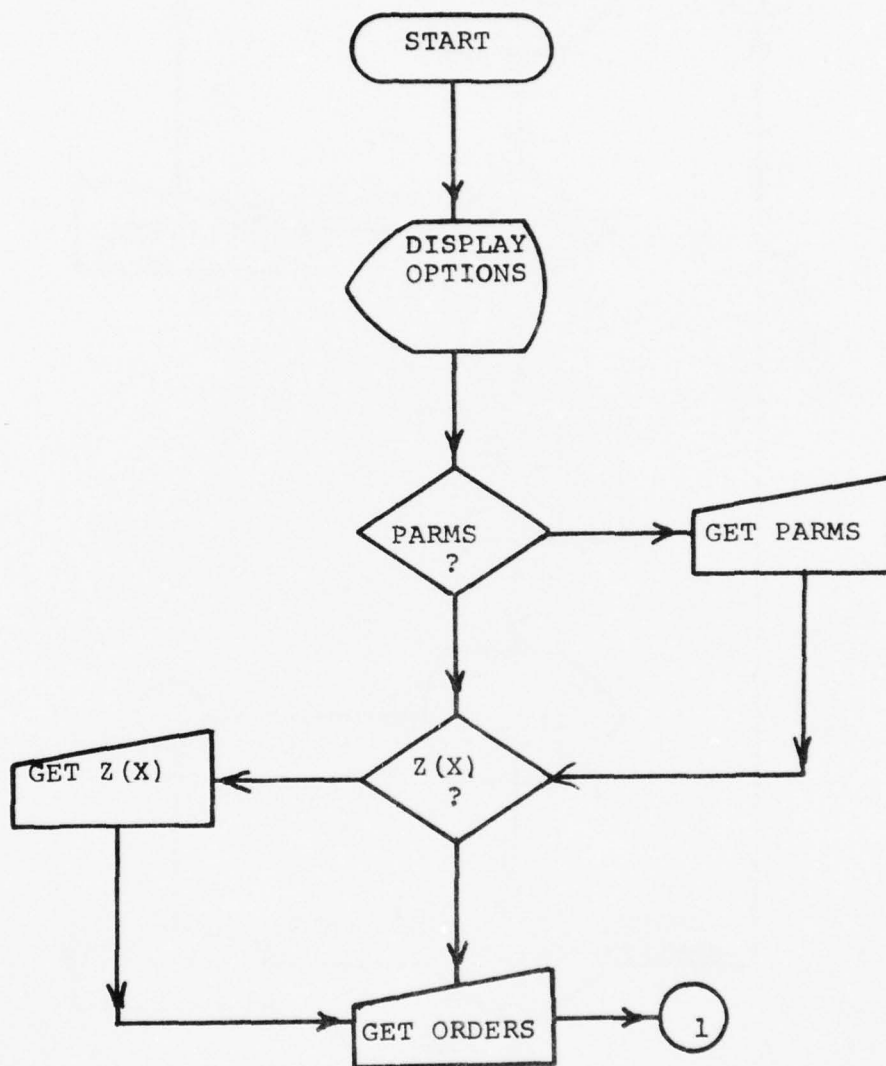 START
DISPLAY
OPTIONS
PARMS
?
GET PARMS
Z(X)
?
GET Z(X)
GET ORDERS
1